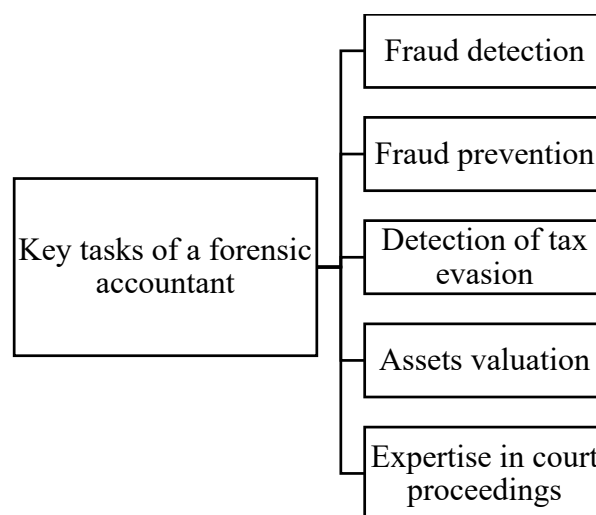 Key tasks of a forensic
accountant
Fraud detection
Fraud prevention
Detection of tax
evasion
Assets valuation
Expertise in court
proceedings